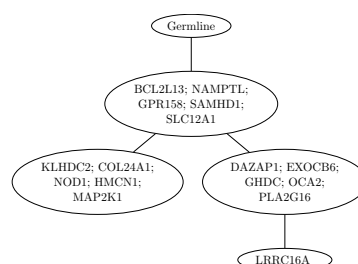 Germline
BCL2L13; NAMPTL;
GPR158; SAMHD1;
SLC12A1
KLHDC2; COL24A1;
NOD1; HMCN1;
MAP2K1
DAZAP1; EXOCB6;
GHDC; OCA2;
PLA2G16
LRRC16A